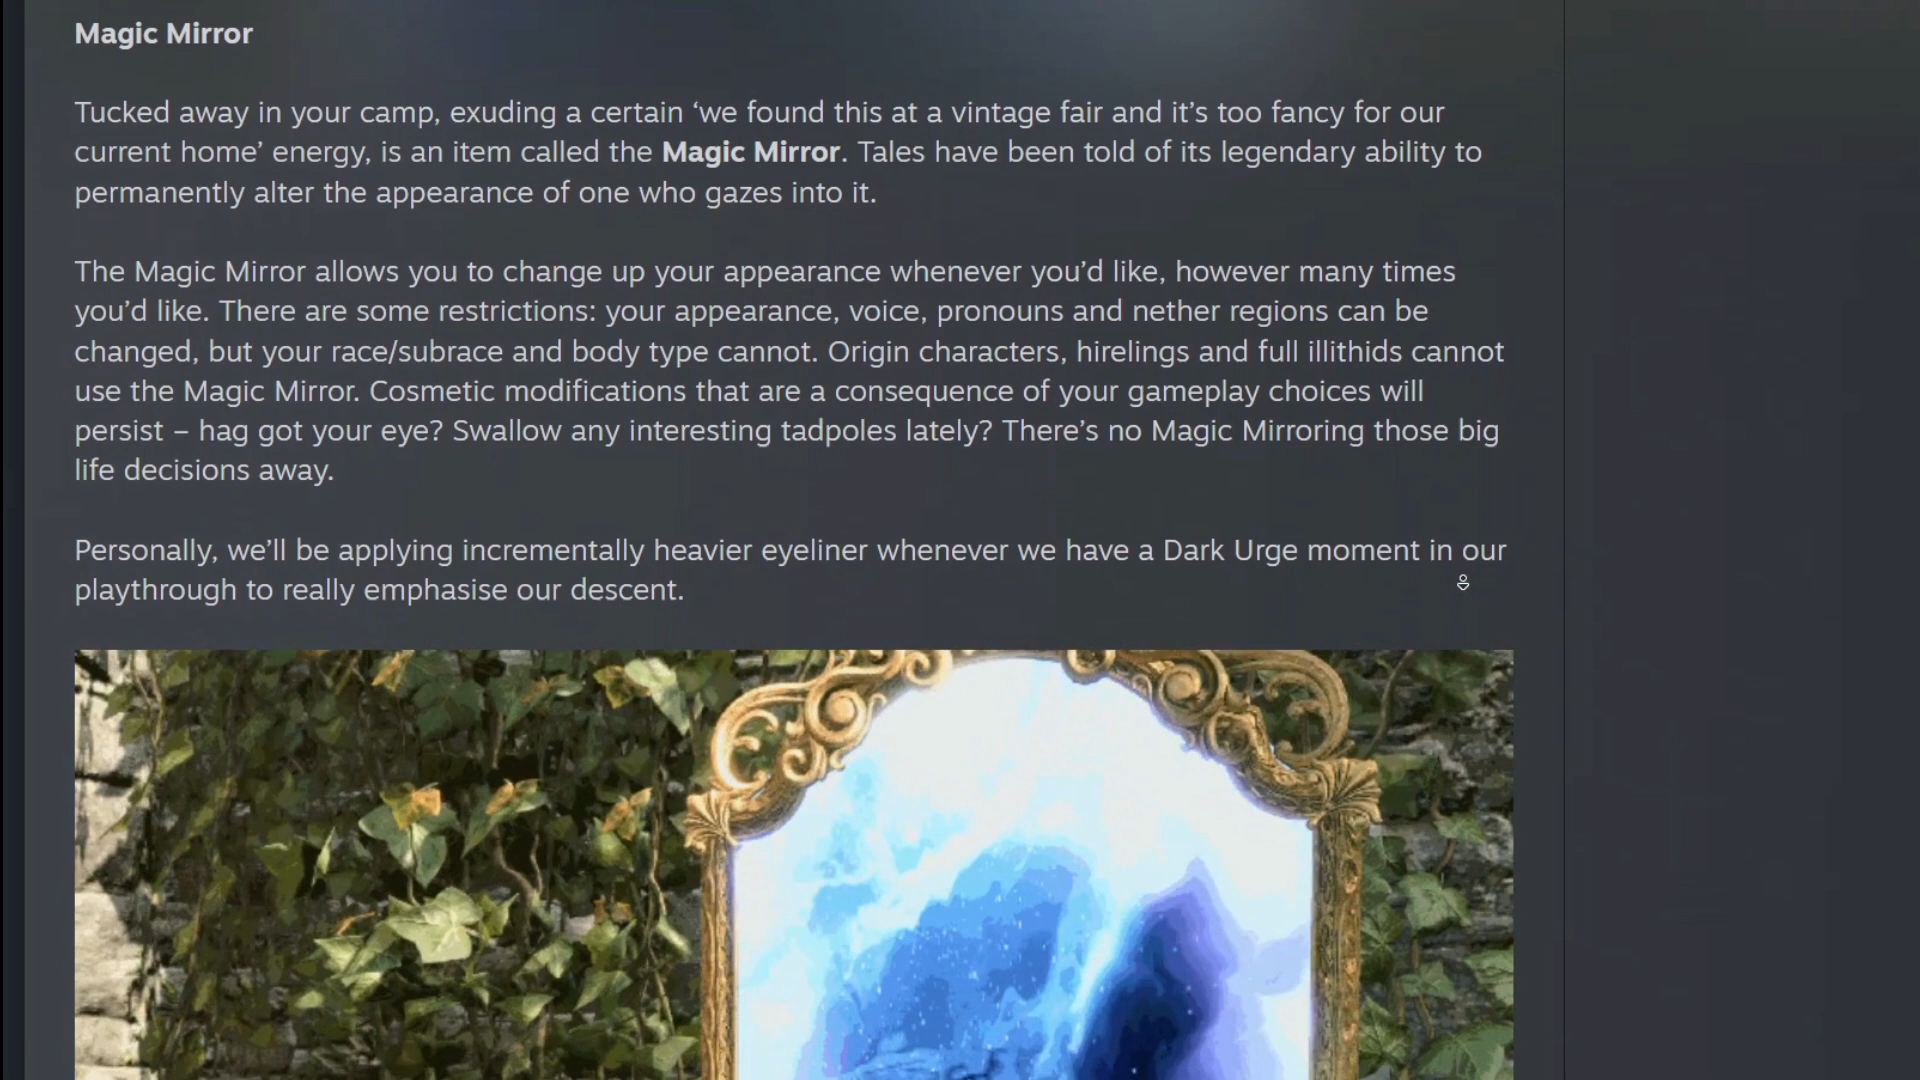 Magic Mirror
Tucked away in your camp, exuding a certain ‘we found this at a vintage fair and it’s too fancy for our
current home’ energy, is an item called the Magic Mirror. Tales have been told of its legendary ability to
permanently alter the appearance of one who gazes into it.
The Magic Mirror allows you to change up your appearance whenever you’d like, however many times
you’d like. There are some restrictions: your appearance, voice, pronouns and nether regions can be
changed, but your race/subrace and body type cannot. Origin characters, hirelings and full illithids cannot
use the Magic Mirror. Cosmetic modifications that are a consequence of your gameplay choices will
persist – hag got your eye? Swallow any interesting tadpoles lately? There’s no Magic Mirroring those big
life decisions away.
Personally, we’ll be applying incrementally heavier eyeliner whenever we have a Dark Urge moment in our
playthrough to really emphasise our descent.